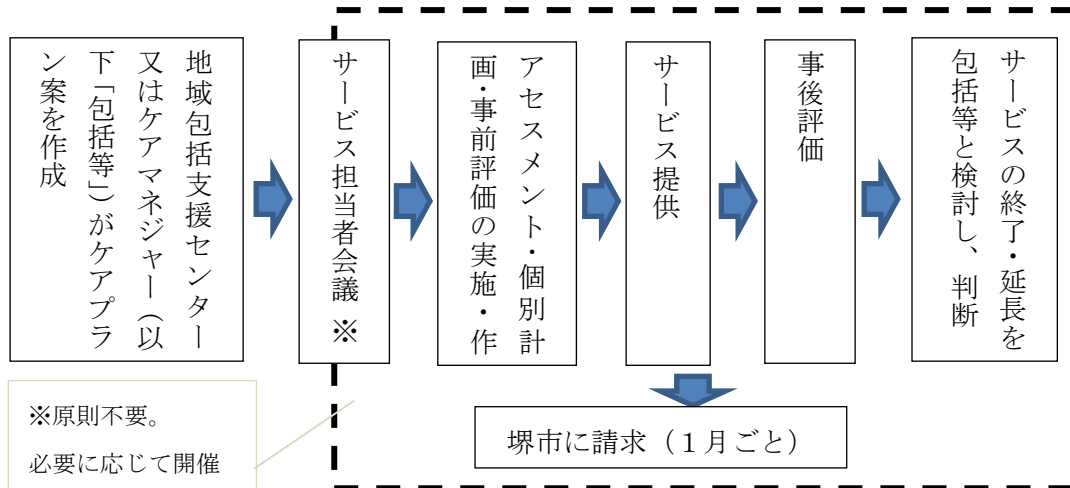 地域包括支援センター
又はケアマネジャー（以
下「包括等」）がケアプラ
ン案を作成
サービス担当者会議 ※
アセスメント・個別計
画・事前評価の実施・作
サービス提供
事後評価
サービスの終了・延長を
包括等と検討し、判断
※原則不要。
必要に応じて開催
堺市に請求（１月ごと）